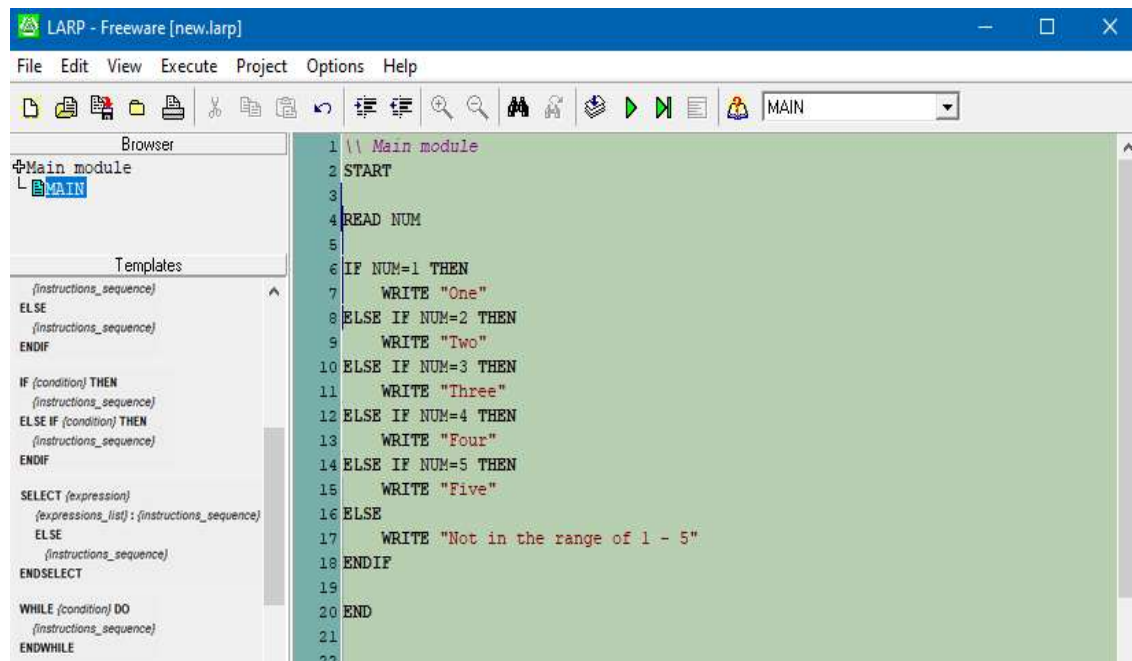 LARP - Freeware [new.larp]
File Edit View Execute Project Options Help
MAIN
Browser
Main module
MAIN
Templates
{instructions_sequence}
ELSE
{instructions_sequence}
ENDIF
IF {condition} THEN
{instructions_sequence}
ELSE IF {condition} THEN
{instructions_sequence}
ENDIF
SELECT {expression}
{expressions_list} : {instructions_sequence}
ELSE
{instructions_sequence}
ENDSELECT
WHILE {condition} DO
{instructions_sequence}
ENDWHILE
1 \\ Main module
2 START
3
4 READ NUM
5
6 IF NUM=1 THEN
7 WRITE "One"
8 ELSE IF NUM=2 THEN
9 WRITE "Two"
10 ELSE IF NUM=3 THEN
11 WRITE "Three"
12 ELSE IF NUM=4 THEN
13 WRITE "Four"
14 ELSE IF NUM=5 THEN
15 WRITE "Five"
16 ELSE
17 WRITE "Not in the range of 1 - 5"
18 ENDIF
19
20 END
21
22